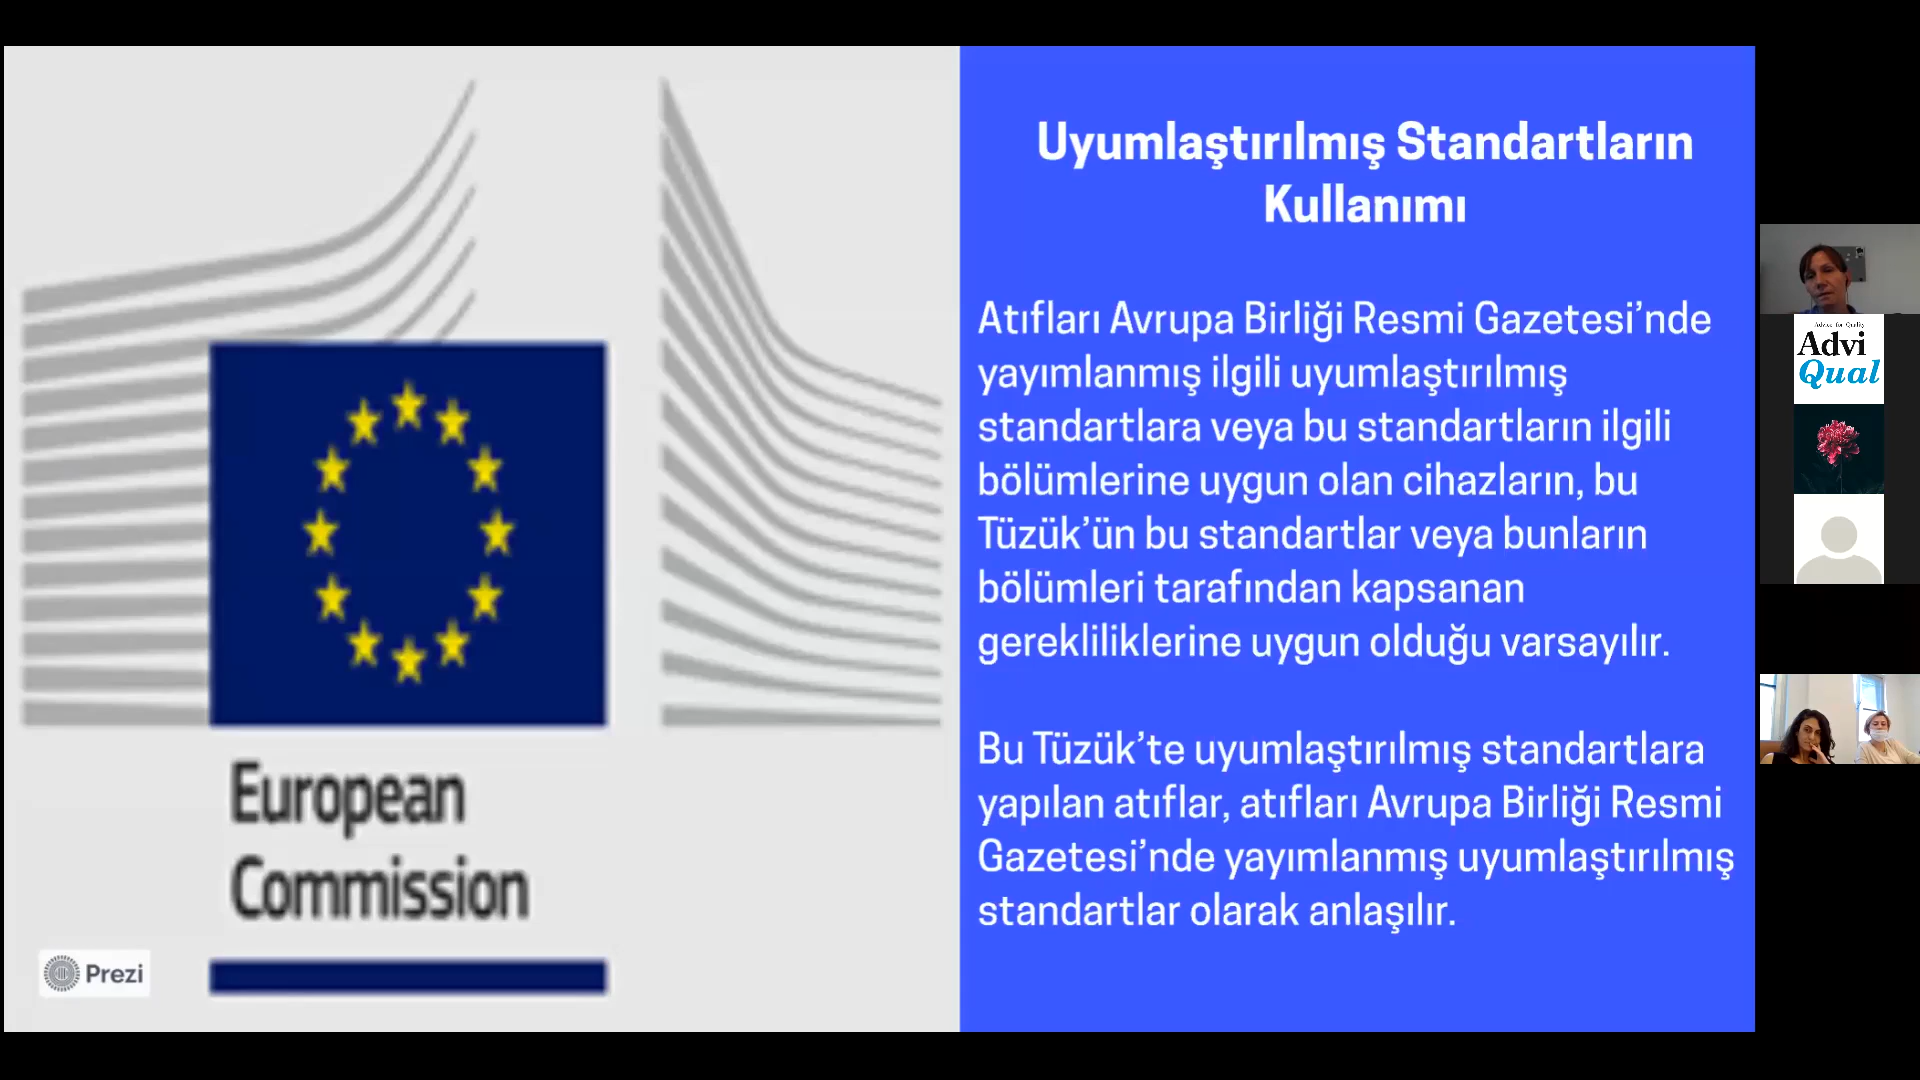 Uyumlaştırılmış Standartların
Kullanımı
Atıfları Avrupa Birliği Resmi Gazetesi’nde
yayımlanmış ilgili uyumlaştırılmış
standartlara veya bu standartların ilgili
bölümlerine uygun olan cihazların, bu
Tüzük’ün bu standartlar veya bunların
bölümleri tarafından kapsanan
gerekliliklerine uygun olduğu varsayılır.
Bu Tüzük’te uyumlaştırılmış standartlara
yapılan atıflar, atıfları Avrupa Birliği Resmi
Gazetesi’nde yayımlanmış uyumlaştırılmış
standartlar olarak anlaşılır.
European
Commission
Prezi
Advice for Quality
Advi
Qual